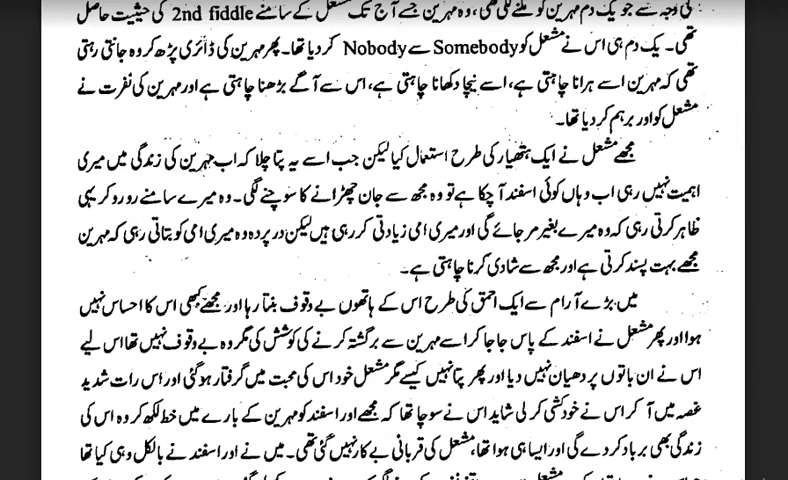 وجہ سے جو یک دم مہرین کو ملنے لگی تھی، وہ مہرین جسے آج تک مشعل کے سامنے 2nd fiddle کی حیثیت حاصل
تھی۔ یک دم ہی اس نے مشعل کو Somebody سے Nobody کر دیا تھا۔ پھر مہرین کی ڈائری پڑھ کر وہ جانتی رہتی
تھی کہ مہرین اسے ہرانا چاہتی ہے، اسے نیچا دکھانا چاہتی ہے، اس سے آگے بڑھنا چاہتی ہے اور مہرین کی نفرت نے
مشعل کو اور برہم کر دیا تھا۔
مجھے مشعل نے ایک ہتھیار کی طرح استعمال کیا لیکن جب اسے یہ پتا چلا کہ اب مہرین کی زندگی میں میری
اہمیت نہیں رہی اب وہاں کوئی اسفند آ چکا ہے تو وہ مجھ سے جان چھڑانے کا سوچنے لگی۔ وہ میرے سامنے رو رو کر یہی
ظاہر کرتی رہی کہ وہ میرے بغیر مر جائے گی اور میری امی زیادتی کر رہی ہیں لیکن در پردہ وہ میری امی کو بتاتی رہی کہ مہرین
مجھے بہت پسند کرتی ہے اور مجھ سے شادی کرنا چاہتی ہے۔
میں بڑے آرام سے ایک احمق کی طرح اس کے ہاتھوں بے وقوف بنتا رہا اور مجھے کبھی اس کا احساس نہیں
ہوا اور پھر مشعل نے اسفند کے پاس جا جا کر اسے مہرین سے برگشتہ کرنے کی کوشش کی مگر وہ بے وقوف نہیں تھا اس لیے
اس نے ان باتوں پر دھیان نہیں دیا اور پھر پتا نہیں کیسے مگر مشعل خود اس کی محبت میں گرفتار ہو گئی اور اس رات شدید
غصہ میں آ کر اس نے خودکشی کر لی شاید اس نے سوچا تھا کہ مجھے اور اسفند کو مہرین کے بارے میں خط لکھ کر وہ اس کی
زندگی بھی برباد کر دے گی اور ایسا ہی ہوا تھا، مشعل کی قربانی بے کار نہیں گئی تھی۔ میں نے اور اسفند نے بالکل وہی کیا تھا